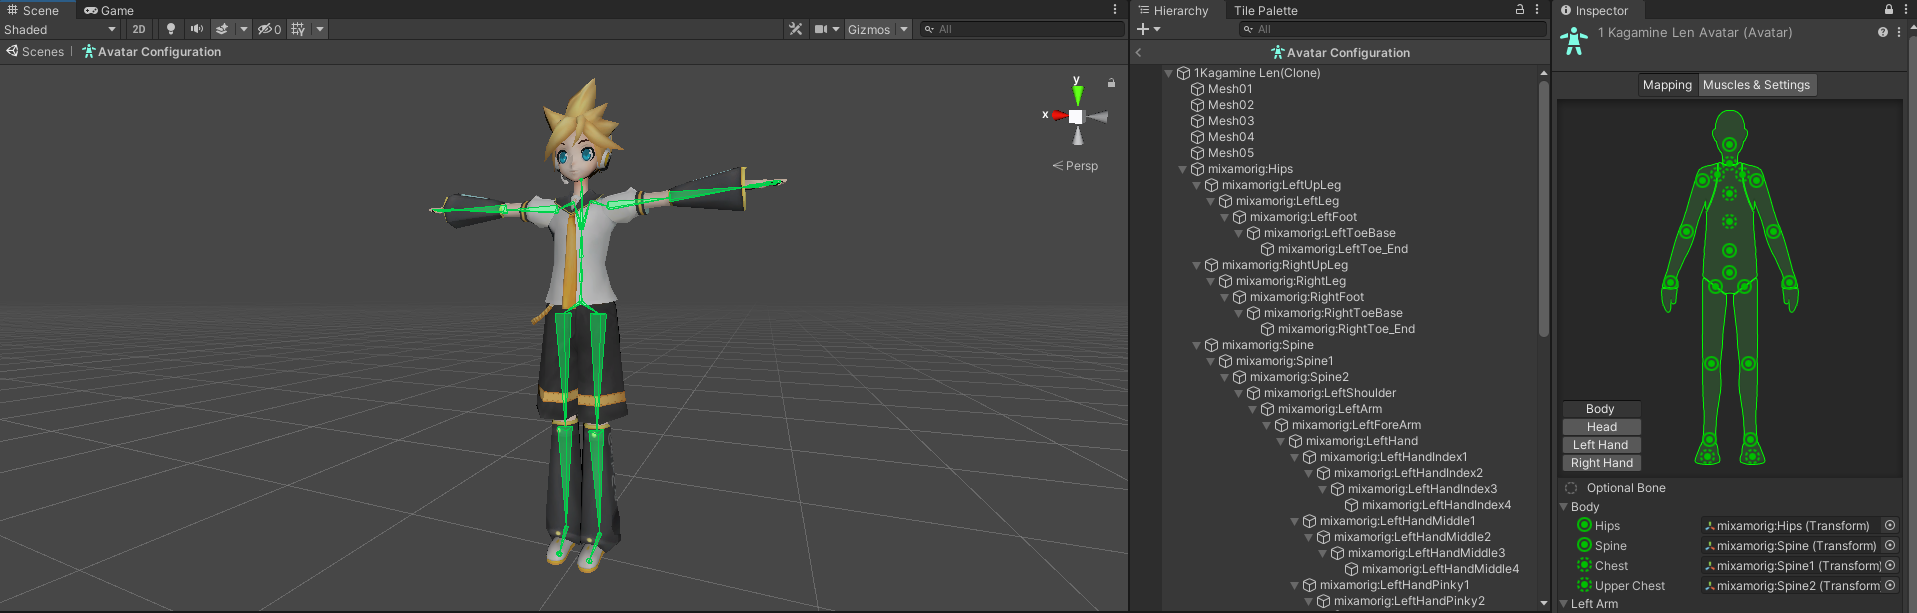 Scene
Game
Shaded
2D
0
Gizmos
All
Scenes
Avatar Configuration
y
x
Persp
Hierarchy
Tile Palette
All
Avatar Configuration
1Kagamine Len(Clone)
Mesh01
Mesh02
Mesh03
Mesh04
Mesh05
mixamorig:Hips
mixamorig:LeftUpLeg
mixamorig:LeftLeg
mixamorig:LeftFoot
mixamorig:LeftToeBase
mixamorig:LeftToe_End
mixamorig:RightUpLeg
mixamorig:RightLeg
mixamorig:RightFoot
mixamorig:RightToeBase
mixamorig:RightToe_End
mixamorig:Spine
mixamorig:Spine1
mixamorig:Spine2
mixamorig:LeftShoulder
mixamorig:LeftArm
mixamorig:LeftForeArm
mixamorig:LeftHand
mixamorig:LeftHandIndex1
mixamorig:LeftHandIndex2
mixamorig:LeftHandIndex3
mixamorig:LeftHandIndex4
mixamorig:LeftHandMiddle1
mixamorig:LeftHandMiddle2
mixamorig:LeftHandMiddle3
mixamorig:LeftHandMiddle4
mixamorig:LeftHandPinky1
mixamorig:LeftHandPinky2
Inspector
1 Kagamine Len Avatar (Avatar)
Mapping
Muscles & Settings
Body
Head
Left Hand
Right Hand
Optional Bone
Body
Hips
mixamorig:Hips (Transform)
Spine
mixamorig:Spine (Transform)
Chest
mixamorig:Spine1 (Transform)
Upper Chest
mixamorig:Spine2 (Transform
Left Arm